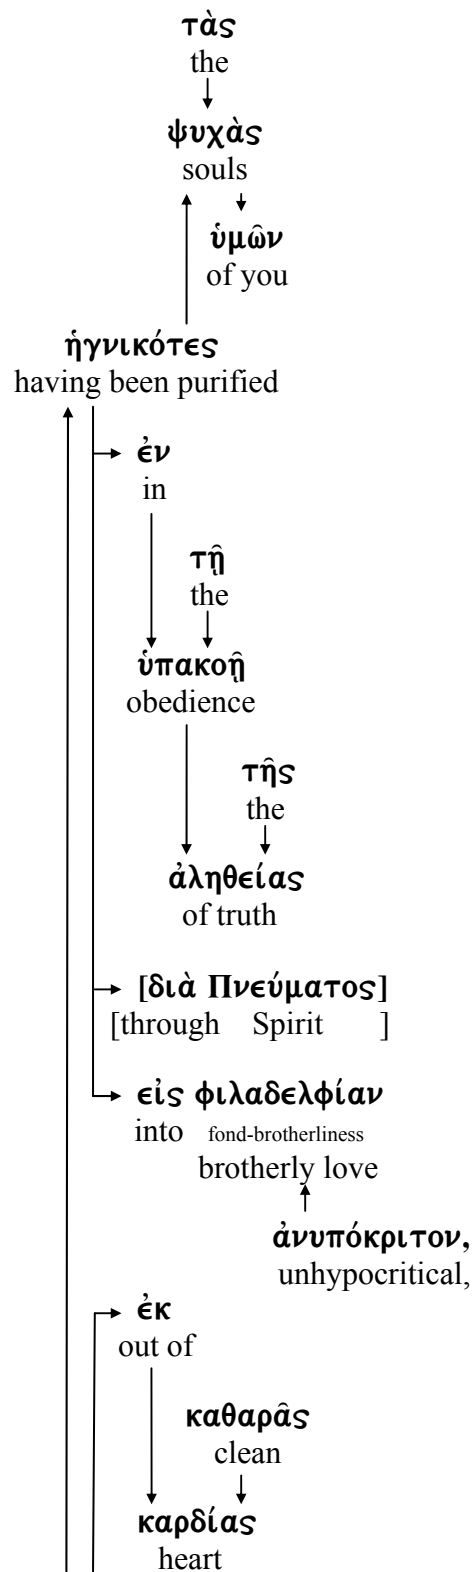 τὰς
the
ψυχὰς
souls
ὑμῶν
of you
ἡγνικότες
having been purified
ἐν
in
τῇ
the
ὑπακοῇ
obedience
τῆς
the
ἀληθείας
of truth
[διὰ Πνεύματος]
[through Spirit ]
εἰς φιλαδελφίαν
into fond-brotherliness
brotherly love
ἀνυπόκριτον,
unhypocritical,
ἐκ
out of
καθαρᾶς
clean
καρδίας
heart